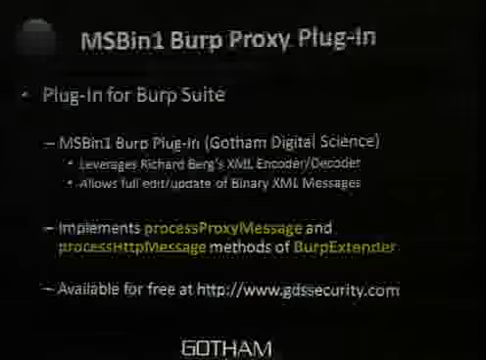 MSBin1 Burp Proxy Plug-In
• Plug-In for Burp Suite
– MSBin1 Burp Plug-In (Gotham Digital Science)
• Leverages Richard Berg's XML Encoder/Decoder
• Allows full edit/update of Binary XML Messages
– Implements processProxyMessage and
processHttpMessage methods of BurpExtender
– Available for free at http://www.gdssecurity.com
GOTHAM